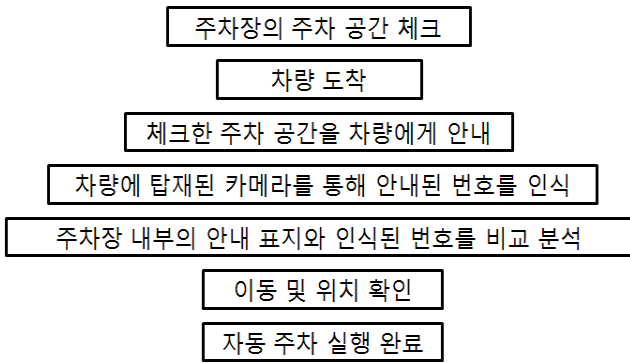 주차장의 주차 공간 체크
차량 도착
체크한 주차 공간을 차량에게 안내
차량에 탑재된 카메라를 통해 안내된 번호를 인식
주차장 내부의 안내 표지와 인식된 번호를 비교 분석
이동 및 위치 확인
자동 주차 실행 완료